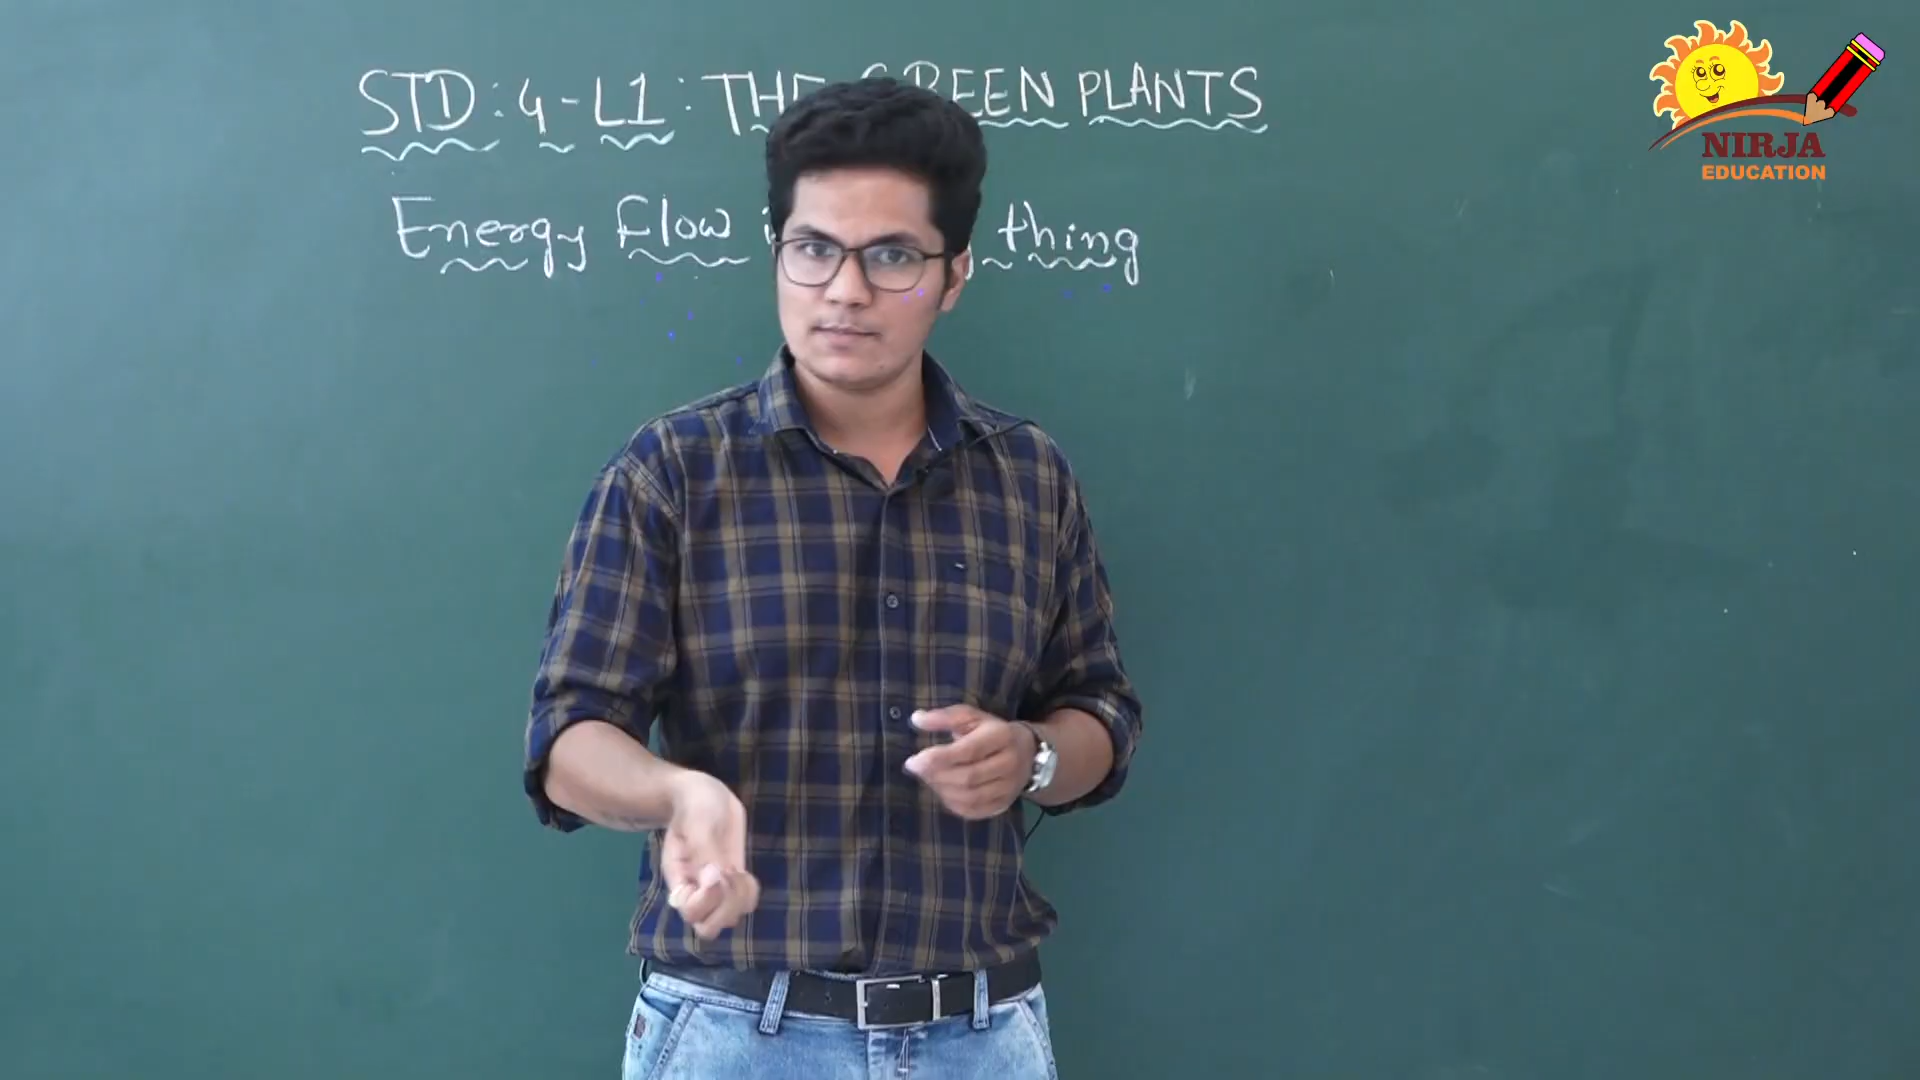 STD: 4 - L1: THE GREEN PLANTS
Energy flow thing
NIRJA
EDUCATION